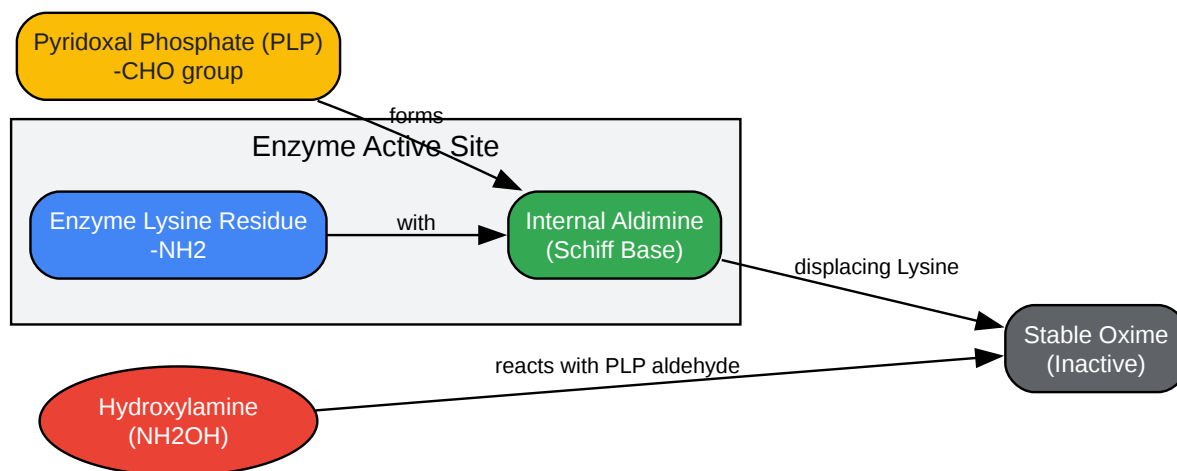 Pyridoxal Phosphate (PLP)
-CHO group
forms
Enzyme Active Site
Enzyme Lysine Residue
-NH2
with
Internal Aldimine
(Schiff Base)
displacing Lysine
Stable Oxime
(Inactive)
reacts with PLP aldehyde
Hydroxylamine
(NH2OH)